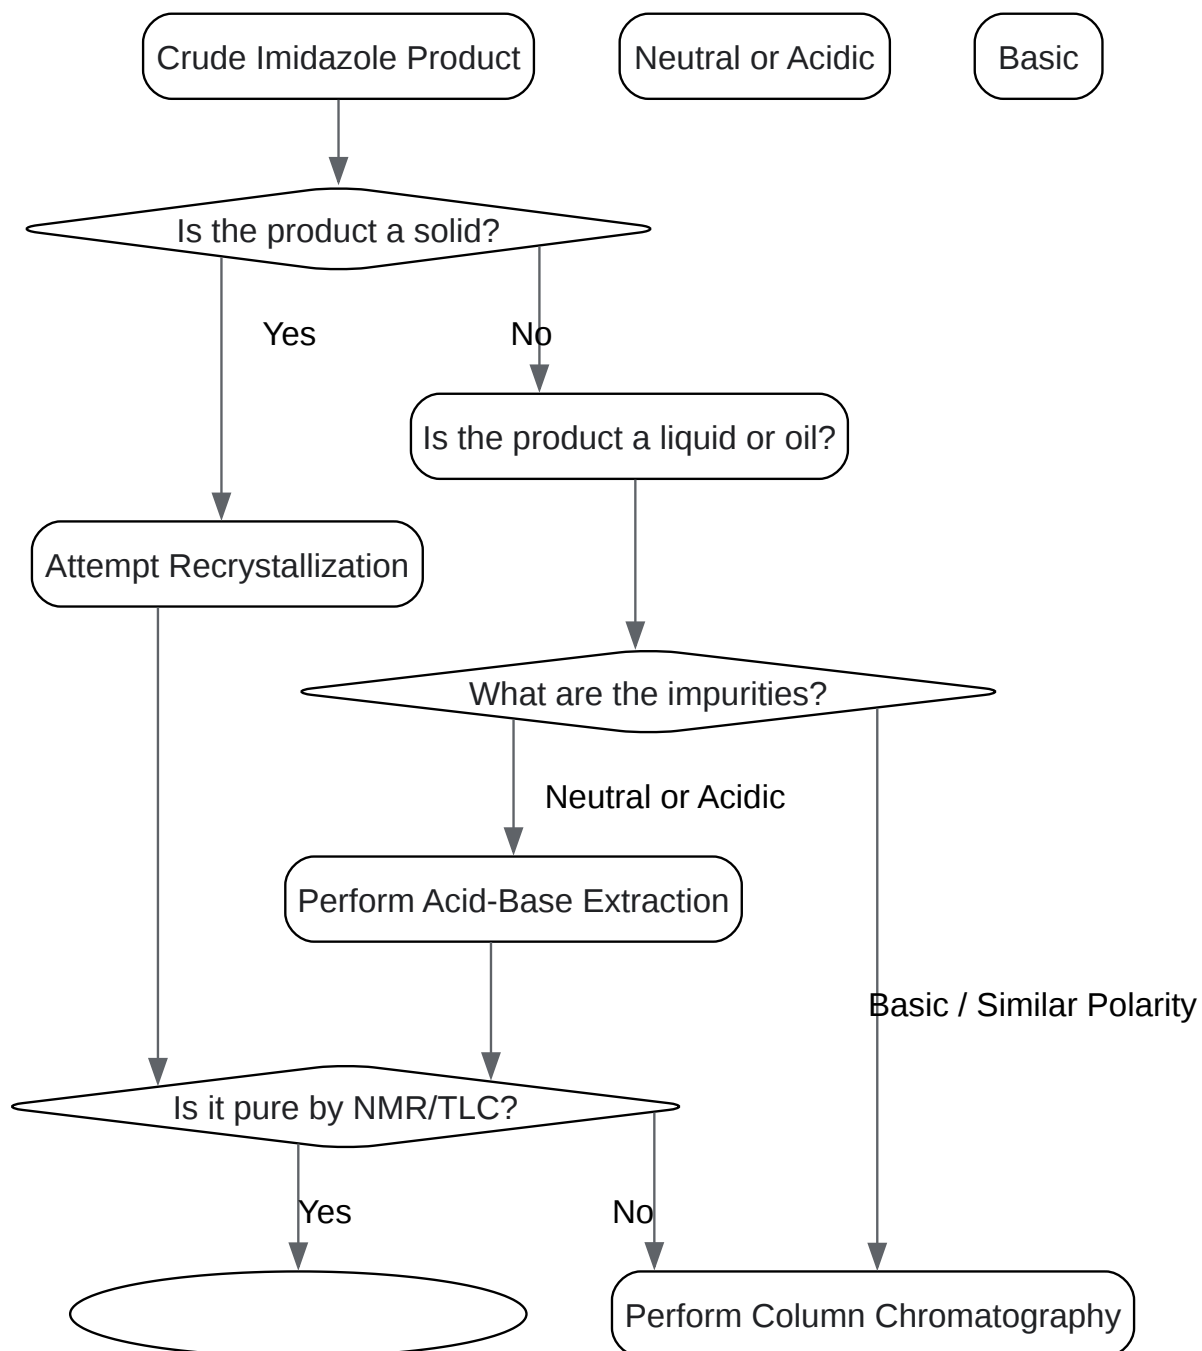 Crude Imidazole Product
Neutral or Acidic
Basic
Is the product a solid?
Yes
No
Is the product a liquid or oil?
Attempt Recrystallization
What are the impurities?
Neutral or Acidic
Perform Acid-Base Extraction
Basic / Similar Polarity
Is it pure by NMR/TLC?
Yes
No
Perform Column Chromatography